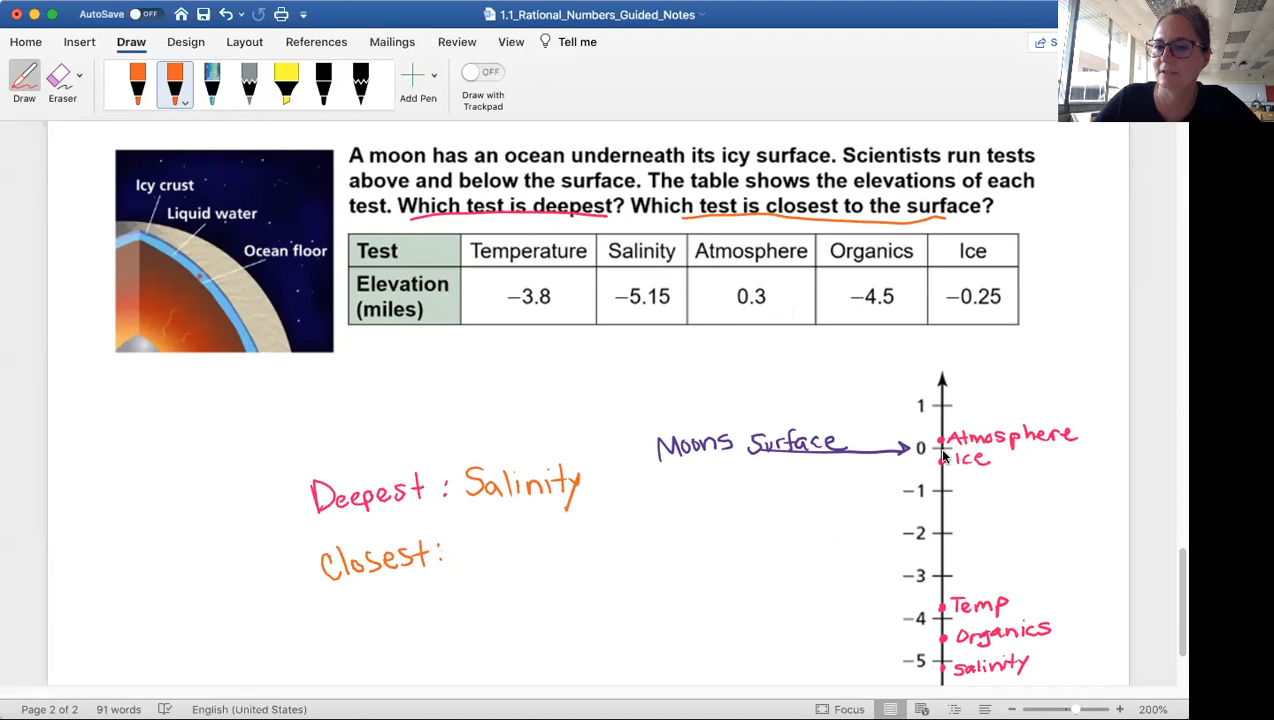 AutoSave OFF 1.1_Rational_Numbers_Guided_Notes
Home Insert Draw Design Layout References Mailings Review View Tell me S
Draw Eraser Add Pen Draw with Trackpad OFF
A moon has an ocean underneath its icy surface. Scientists run tests
above and below the surface. The table shows the elevations of each
test. Which test is deepest? Which test is closest to the surface?
Icy crust
Liquid water
Ocean floor
Test Temperature Salinity Atmosphere Organics Ice
Elevation (miles) −3.8 −5.15 0.3 −4.5 −0.25
1
Atmosphere
Moons Surface 0
Ice
Deepest : Salinity
−1
−2
Closest:
−3
Temp
−4
Organics
−5 Salinity
Page 2 of 2 91 words English (United States) Focus 200%